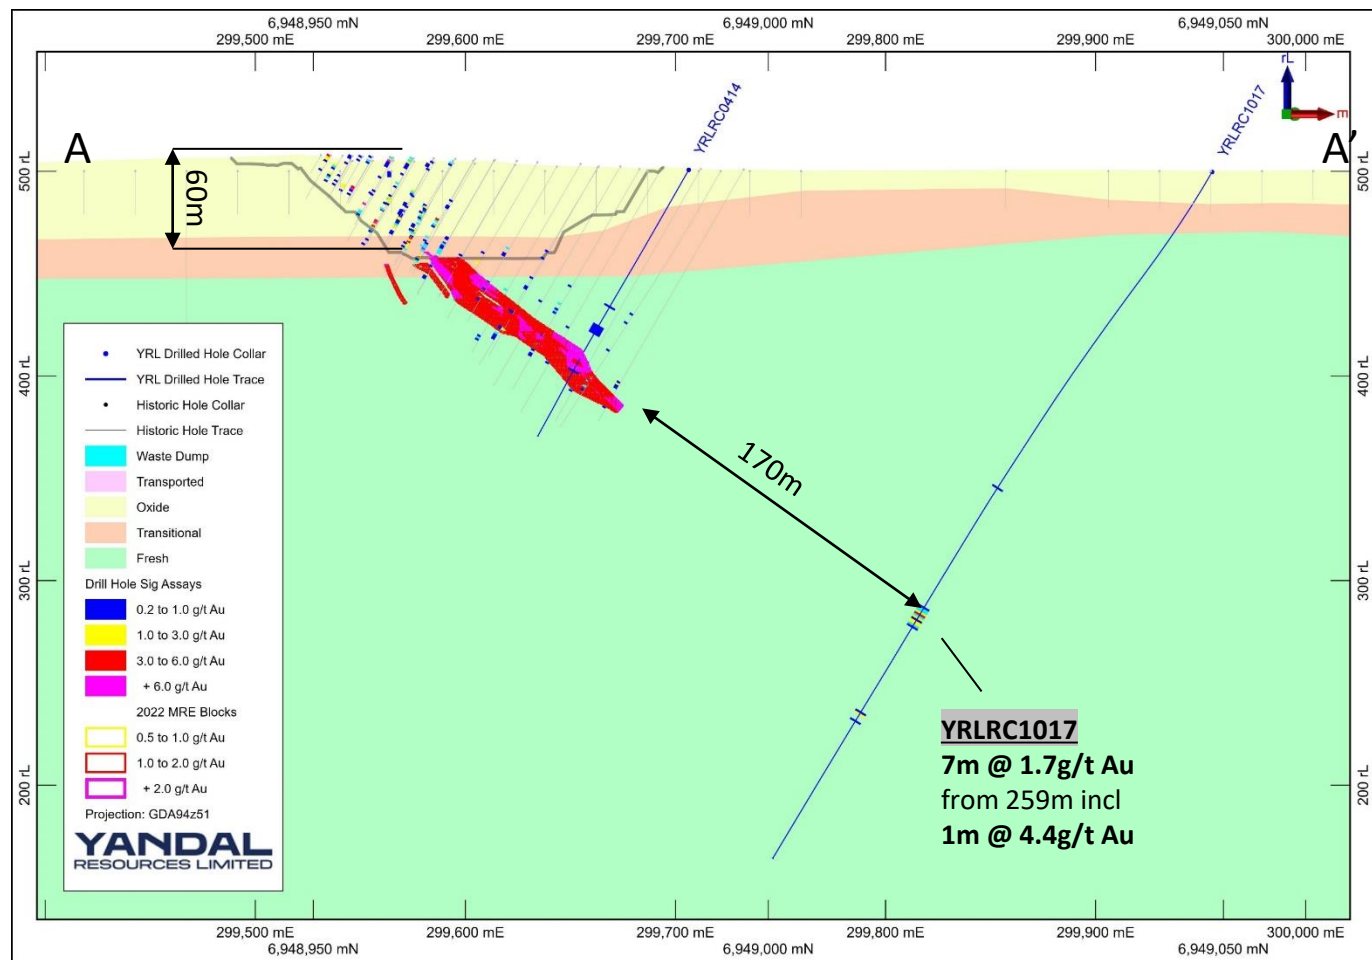 6,948,950 mN 6,949,000 mN 6,949,050 mN
299,500 mE 299,600 mE 299,700 mE 299,800 mE 299,900 mE 300,000 mE
rL
m
YRLRC0414
YRLRC1017
A
A'
500 rL
500 rL
60m
400 rL
400 rL
170m
300 rL
300 rL
200 rL
200 rL
YRL Drilled Hole Collar
YRL Drilled Hole Trace
Historic Hole Collar
Historic Hole Trace
Waste Dump
Transported
Oxide
Transitional
Fresh
Drill Hole Sig Assays
0.2 to 1.0 g/t Au
1.0 to 3.0 g/t Au
3.0 to 6.0 g/t Au
+ 6.0 g/t Au
2022 MRE Blocks
0.5 to 1.0 g/t Au
1.0 to 2.0 g/t Au
+ 2.0 g/t Au
Projection: GDA94z51
YANDAL
RESOURCES LIMITED
YRLRC1017
7m @ 1.7g/t Au
from 259m incl
1m @ 4.4g/t Au
299,500 mE 299,600 mE 299,700 mE 299,800 mE 299,900 mE 300,000 mE
6,948,950 mN 6,949,000 mN 6,949,050 mN